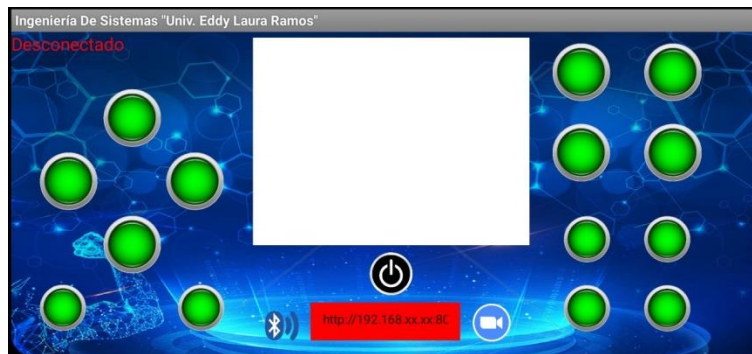 Ingeniería De Sistemas "Univ. Eddy Laura Ramos"
Desconectado
http://192.168.xx.xx:80